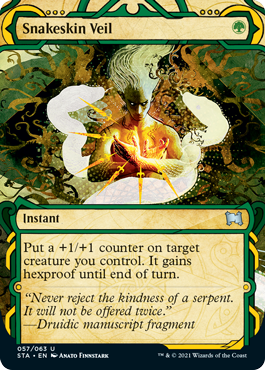 Snakeskin Veil
Instant
Put a +1/+1 counter on target
creature you control. It gains
hexproof until end of turn.
“Never reject the kindness of a serpent.
It will not be offered twice.”
—Druidic manuscript fragment
057/063 U
STA • EN ANATO FINNSTARK
™ & © 2021 Wizards of the Coast